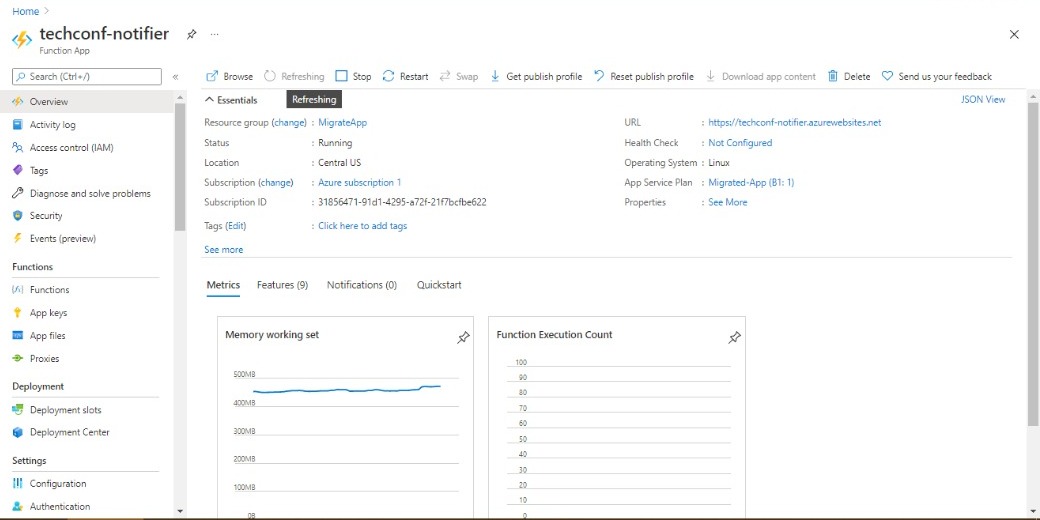 Home >
techconf-notifier
Function App
Search (Ctrl+/)
Overview
Activity log
Access control (IAM)
Tags
Diagnose and solve problems
Security
Events (preview)
Functions
Functions
App keys
App files
Proxies
Deployment
Deployment slots
Deployment Center
Settings
Configuration
Authentication
Browse Refreshing Stop Restart Swap Get publish profile Reset publish profile Download app content Delete Send us your feedback
Essentials Refreshing JSON View
Resource group (change) : MigrateApp
Status : Running
Location : Central US
Subscription (change) : Azure subscription 1
Subscription ID : 31856471-91d1-4295-a72f-21f7bcfbe622
Tags (Edit) : Click here to add tags
See more
URL : https://techconf-notifier.azurewebsites.net
Health Check : Not Configured
Operating System : Linux
App Service Plan : Migrated-App (B1: 1)
Properties : See More
Metrics Features (9) Notifications (0) Quickstart
Memory working set
500MB
400MB
300MB
200MB
100MB
0B
Function Execution Count
100
90
80
70
60
50
40
30
20
10
0